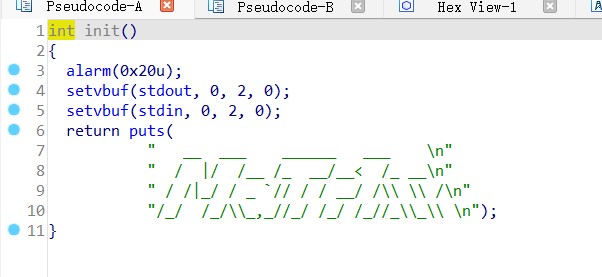 Pseudocode-A Pseudocode-B Hex View-1
1 int init()
2 {
3   alarm(0x20u);
4   setvbuf(stdout, 0, 2, 0);
5   setvbuf(stdin, 0, 2, 0);
6   return puts(
7            "   __  ___     ______   ___    \n"
8            "  /  |/  /__ /_  __/__<  /_ __\n"
9            " / /|_/ / _ `// / / __/ /\\ \\ /\n"
10           "/_/  /_/\\_,_//_/ /_/ /_//_\\_\\ \n");
11 }